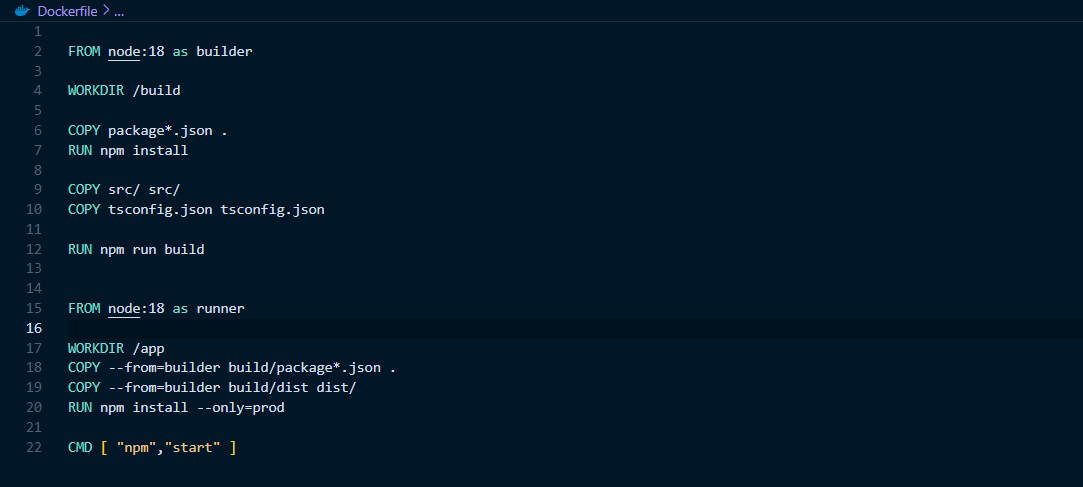 Dockerfile > ...
1
2 FROM node:18 as builder
3
4 WORKDIR /build
5
6 COPY package*.json .
7 RUN npm install
8
9 COPY src/ src/
10 COPY tsconfig.json tsconfig.json
11
12 RUN npm run build
13
14
15 FROM node:18 as runner
16
17 WORKDIR /app
18 COPY --from=builder build/package*.json .
19 COPY --from=builder build/dist dist/
20 RUN npm install --only=prod
21
22 CMD [ "npm","start" ]